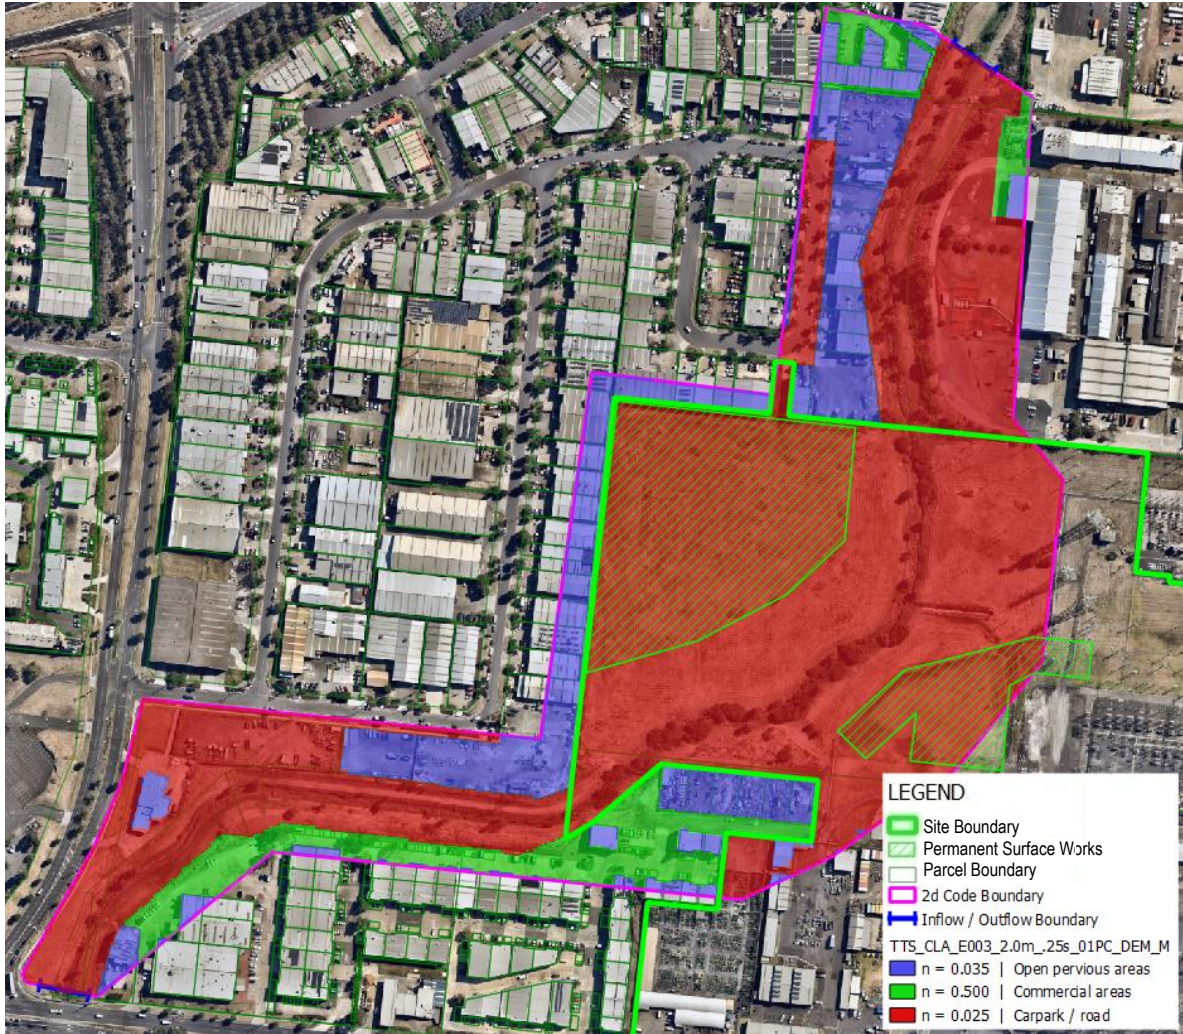 LEGEND
Site Boundary
Permanent Surface Works
Parcel Boundary
2d Code Boundary
Inflow / Outflow Boundary
TTS_CLA_E003_2.0m_.25s_01PC_DEM_M
n = 0.035 | Open pervious areas
n = 0.500 | Commercial areas
n = 0.025 | Carpark / road